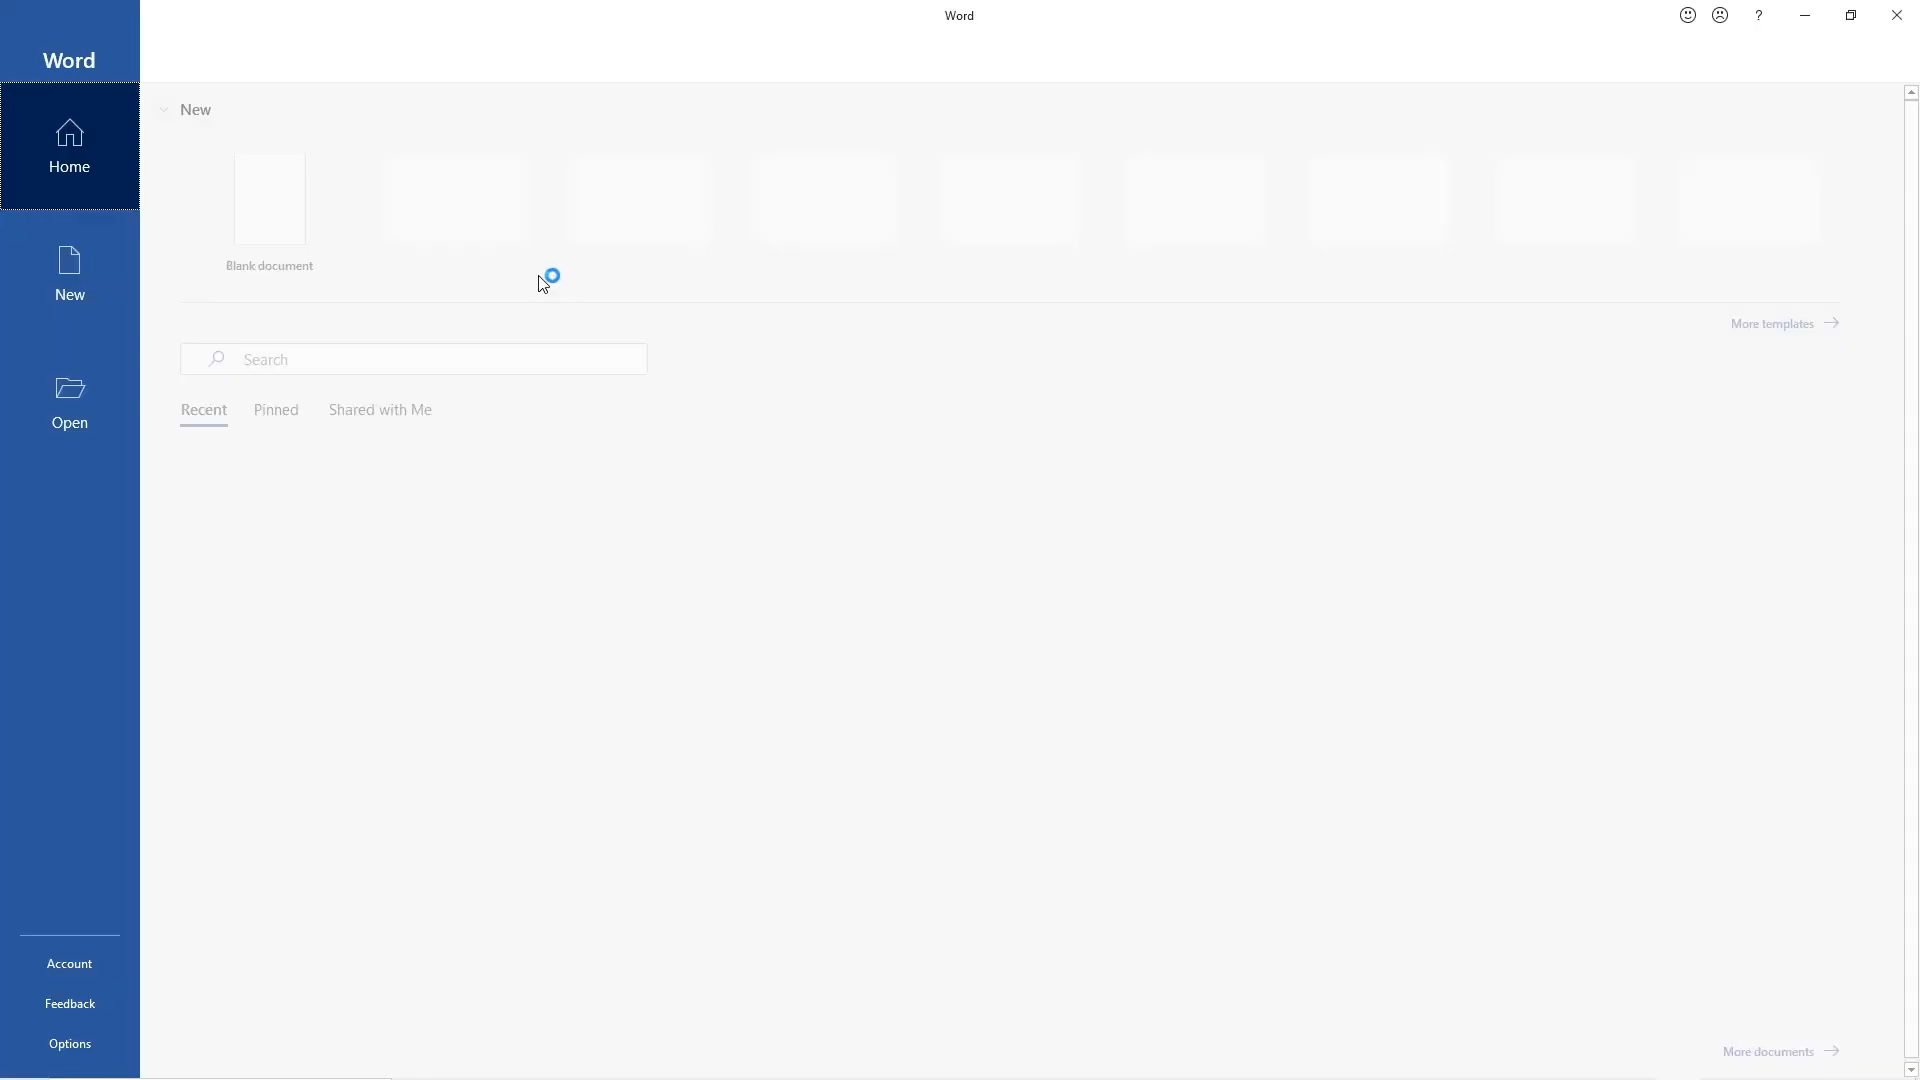 Word
?
Word
Home
New
Open
Account
Feedback
Options
New
Blank document
More templates
Search
Recent Pinned Shared with Me
More documents